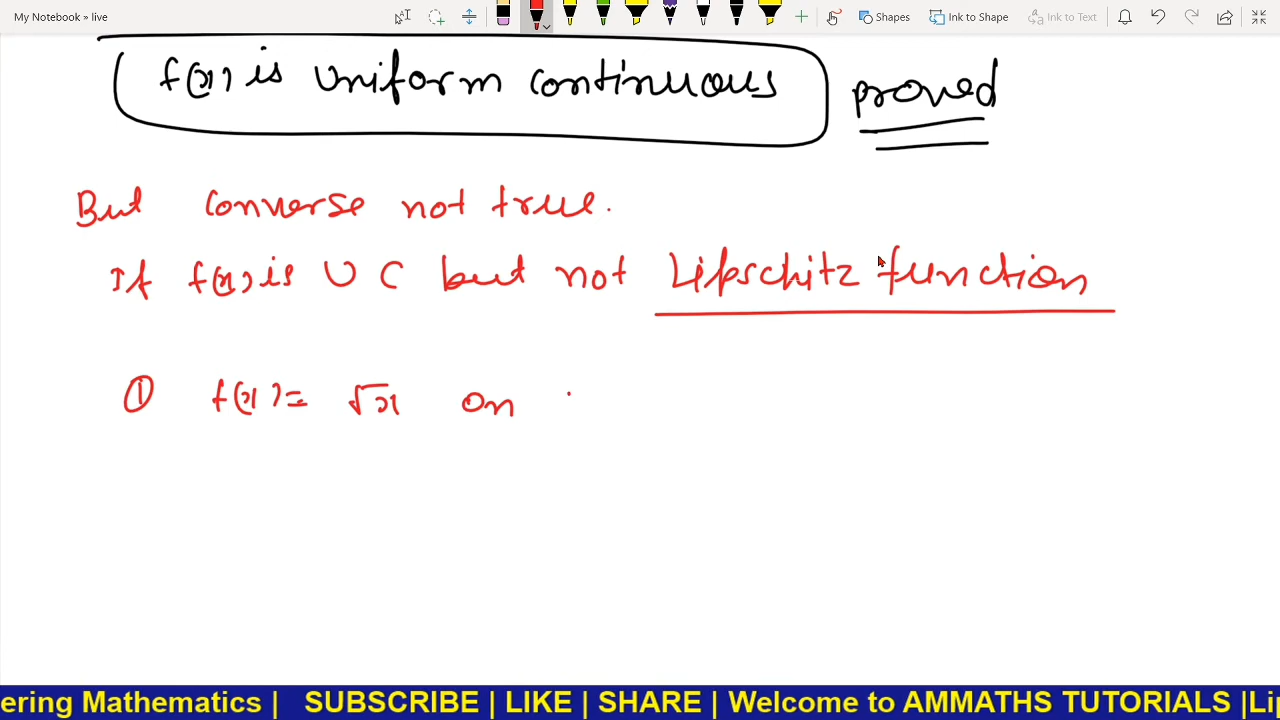 My Notebook » live
Shapes
Ink to Shape
Ink to Text
f(x) is uniform continuous proved
But converse not true.
If f(x) is U C but not Lipschitz function
① f(x) = √x on
ering Mathematics | SUBSCRIBE | LIKE | SHARE | Welcome to AMMATHS TUTORIALS |Li